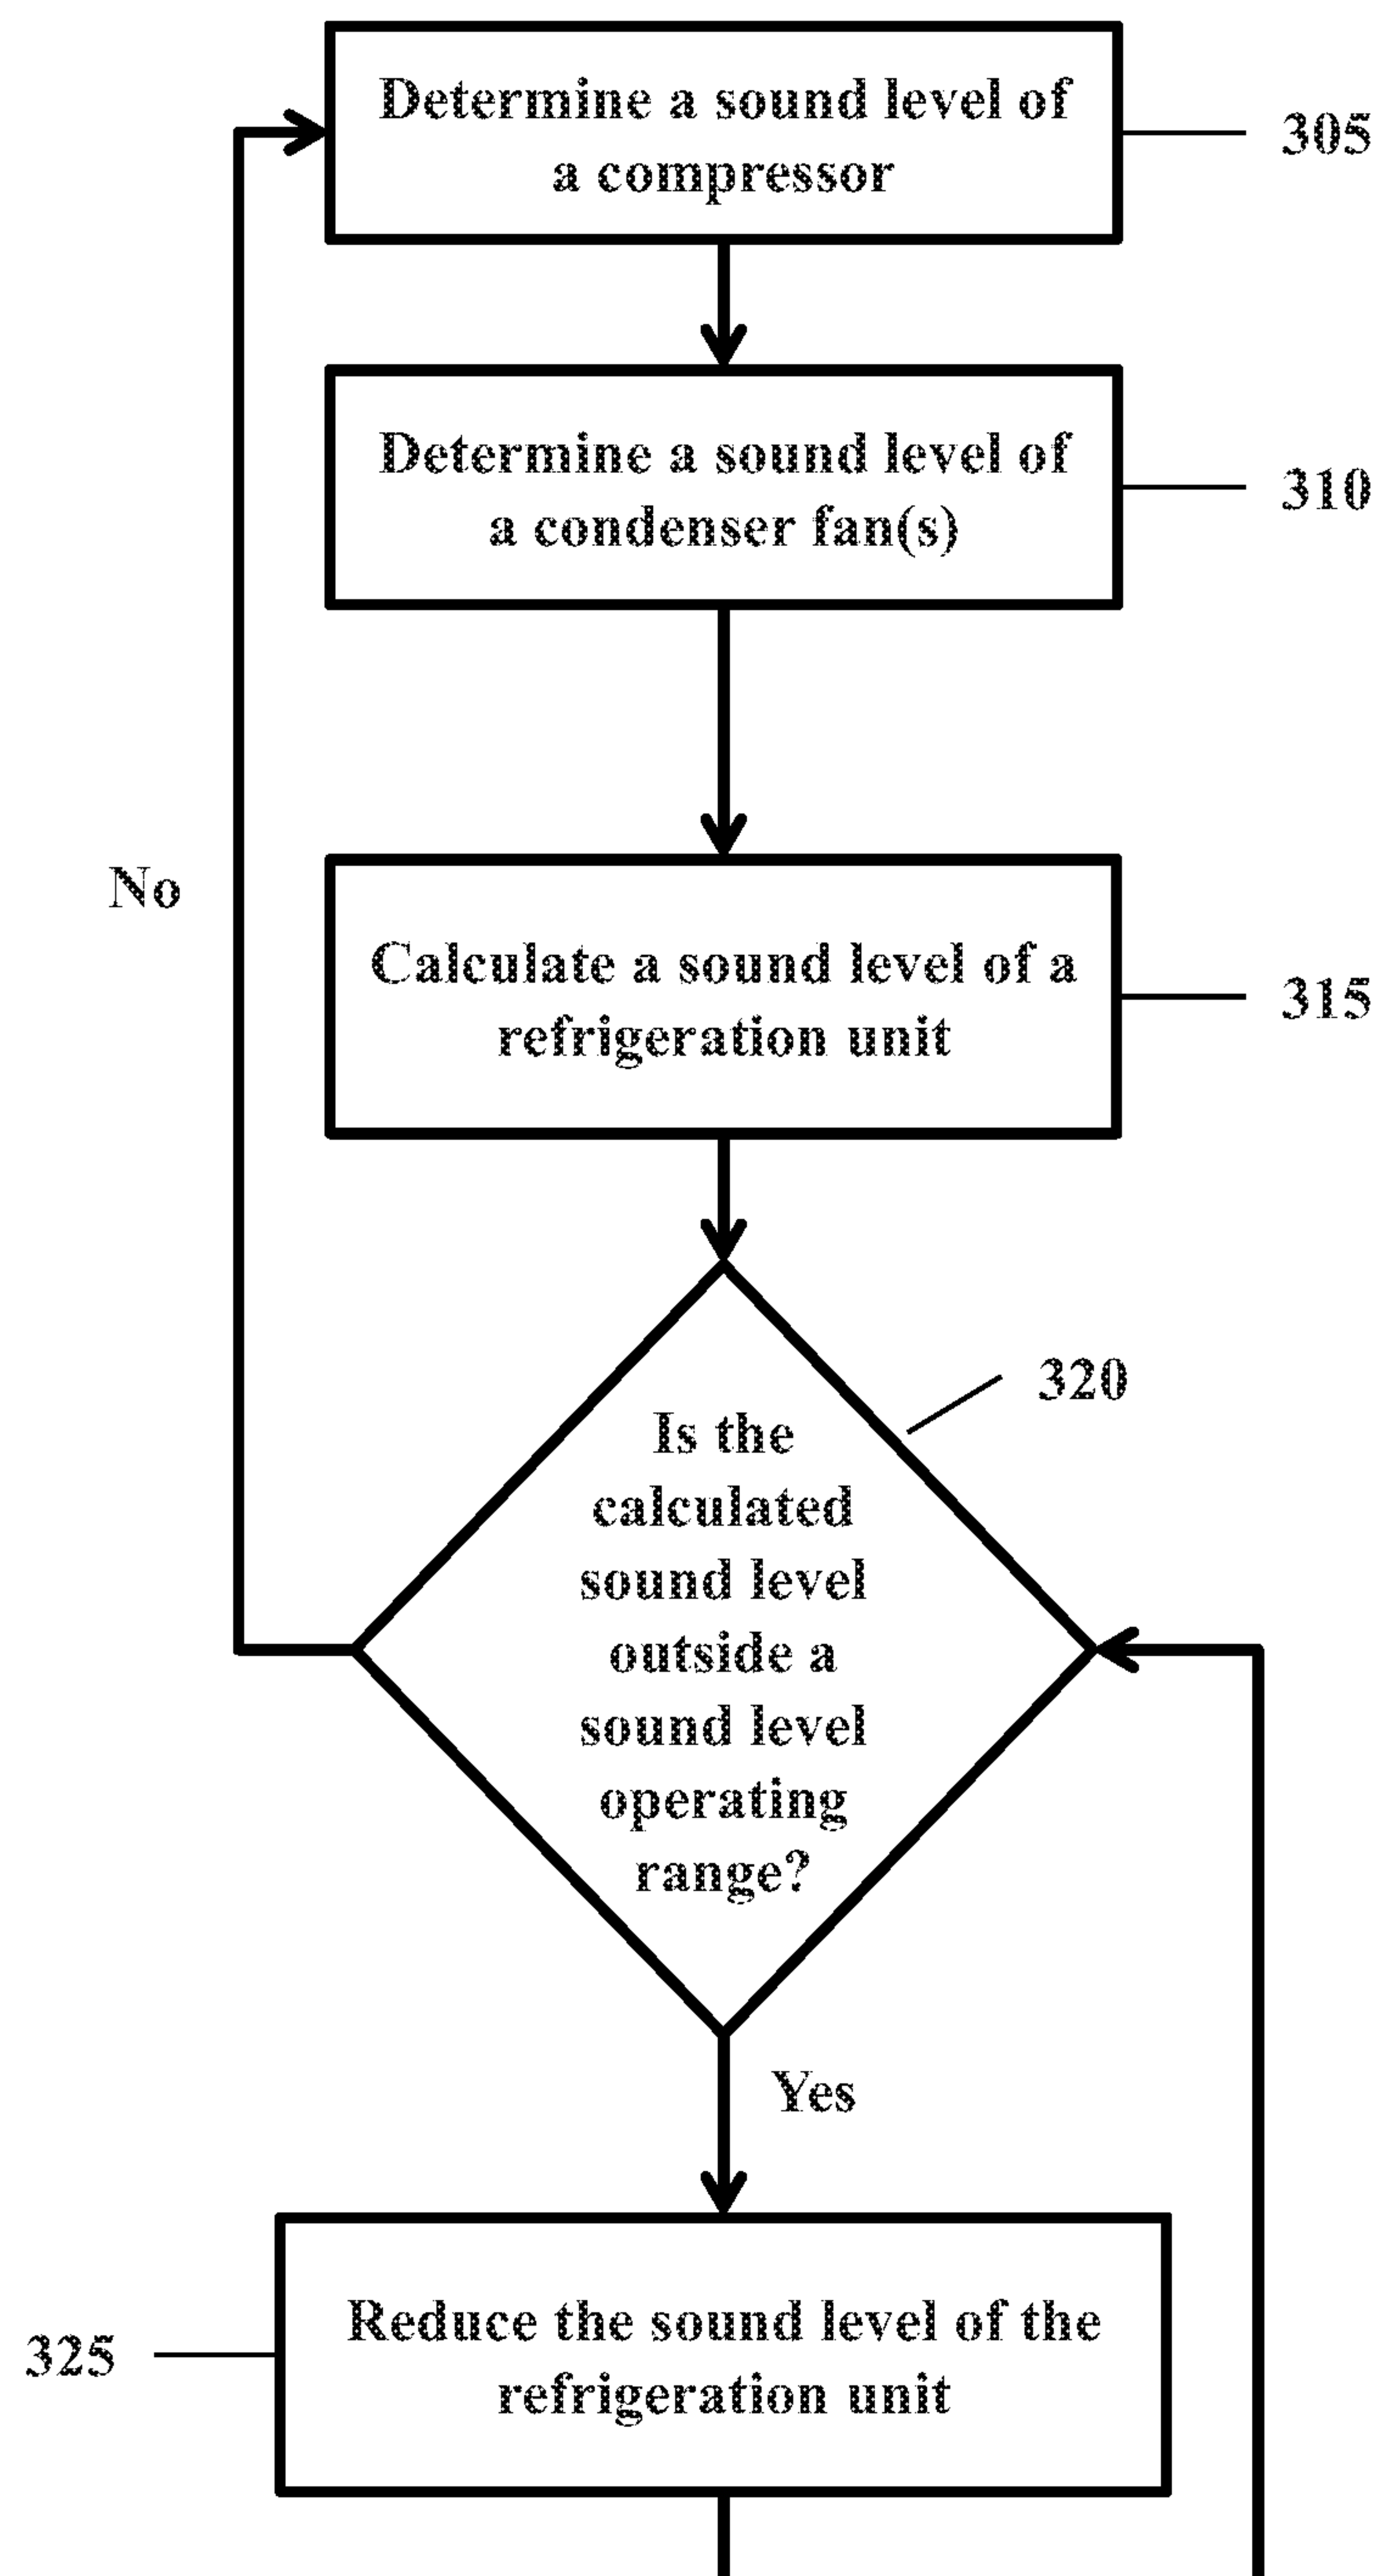 Determine a sound level of
a compressor
305
Determine a sound level of
a condenser fan(s)
310
No
Calculate a sound level of a
refrigeration unit
315
320
Is the
calculated
sound level
outside a
sound level
operating
range?
Yes
Reduce the sound level of the
refrigeration unit
325